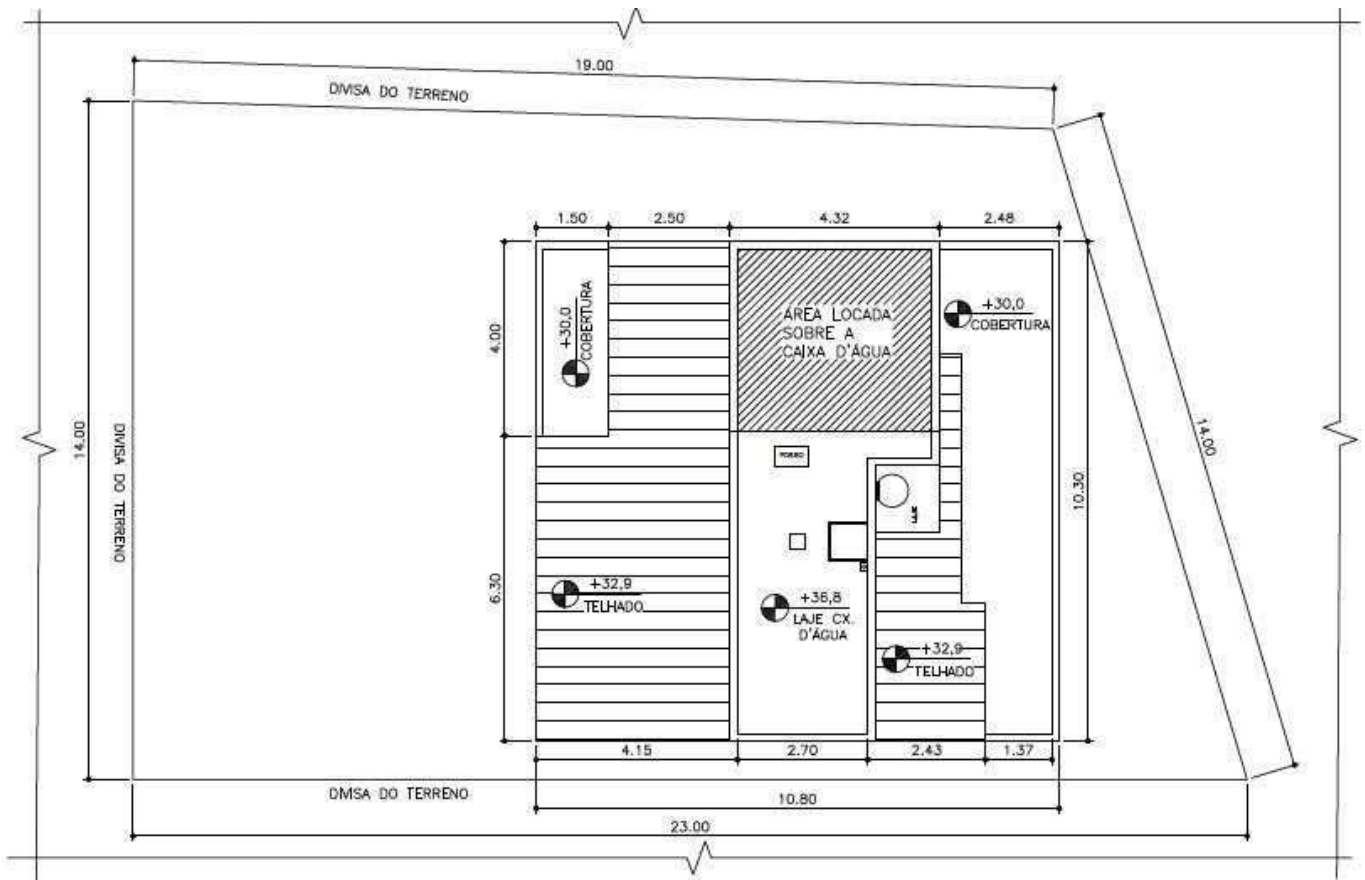 19.00
DIVISA DO TERRENO
1.50
2.50
4.32
2.48
+30,0
COBERTURA
ÁREA LOCADA
SOBRE A
CAIXA D'ÁGUA
+30,0
COBERTURA
4.00
14.00
DIVISA DO TERRENO
14.00
10.30
6.30
LAJE
+32,9
TELHADO
+36,8
LAJE CX.
D'ÁGUA
+32,9
TELHADO
4.15
2.70
2.43
1.37
DIVISA DO TERRENO
10.80
23.00